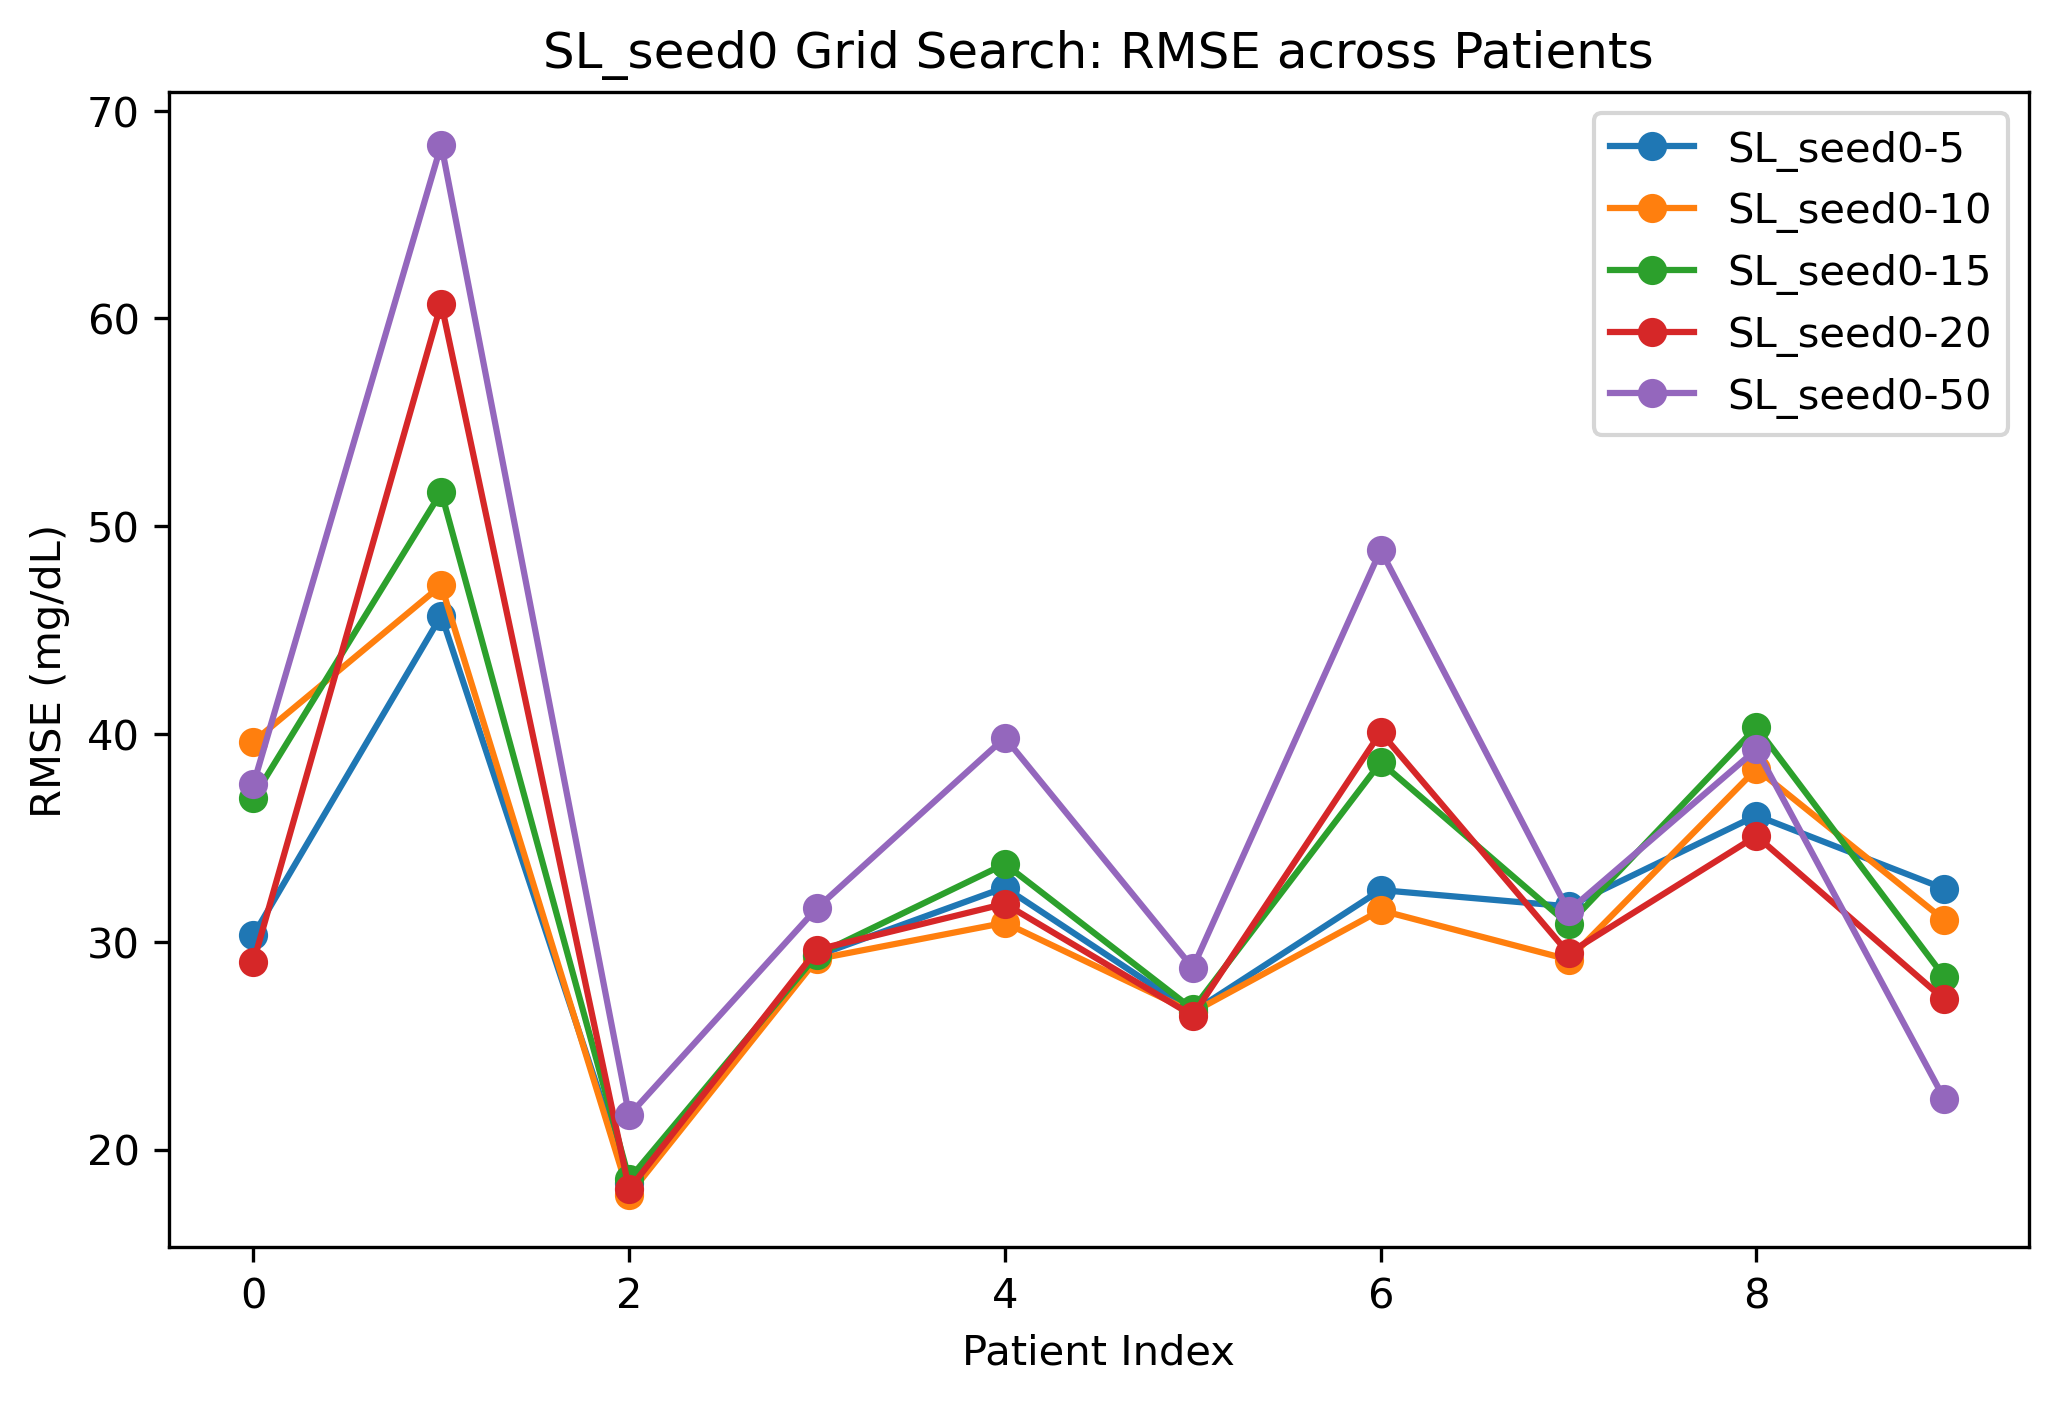 SL_seed0 Grid Search: RMSE across Patients
70
60
50
40
30
20
RMSE (mg/dL)
SL_seed0-5
SL_seed0-10
SL_seed0-15
SL_seed0-20
SL_seed0-50
0 2 4 6 8
Patient Index